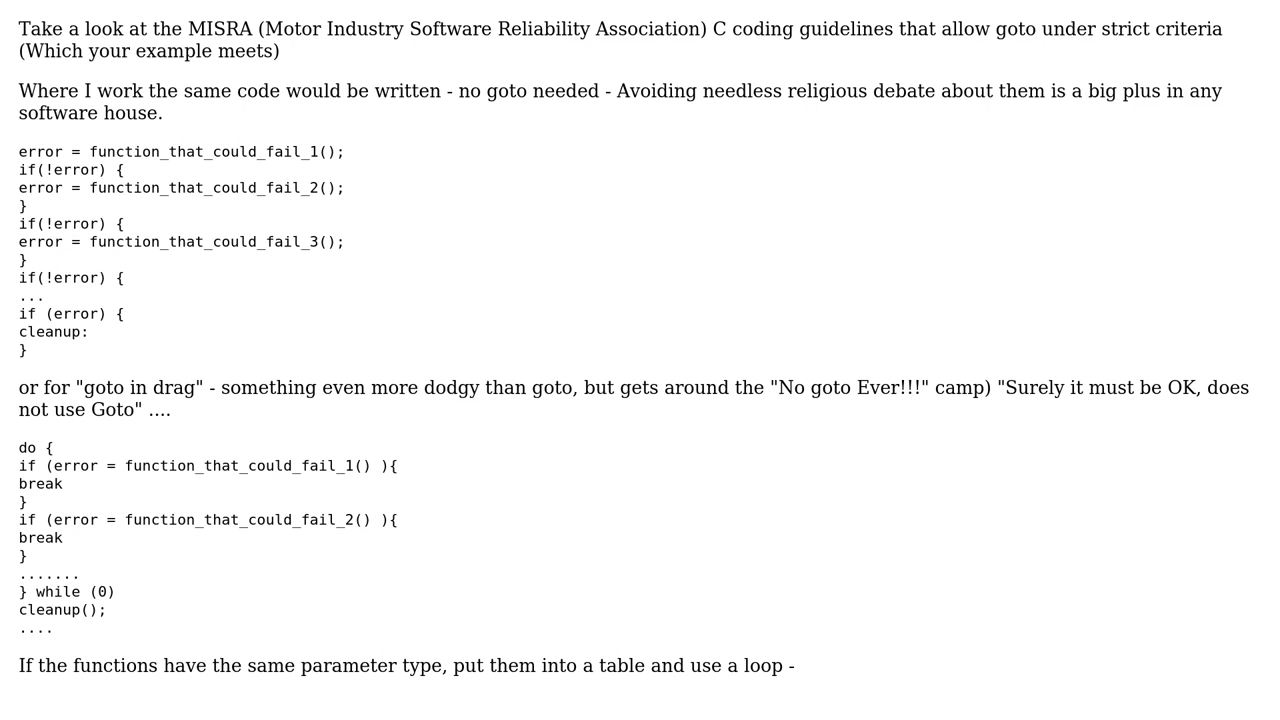 Take a look at the MISRA (Motor Industry Software Reliability Association) C coding guidelines that allow goto under strict criteria
(Which your example meets)
Where I work the same code would be written - no goto needed - Avoiding needless religious debate about them is a big plus in any
software house.
error = function_that_could_fail_1();
if(!error) {
error = function_that_could_fail_2();
}
if(!error) {
error = function_that_could_fail_3();
}
if(!error) {
...
if (error) {
cleanup:
}
or for "goto in drag" - something even more dodgy than goto, but gets around the "No goto Ever!!!" camp) "Surely it must be OK, does
not use Goto" ....
do {
if (error = function_that_could_fail_1() ){
break
}
if (error = function_that_could_fail_2() ){
break
}
.......
} while (0)
cleanup();
....
If the functions have the same parameter type, put them into a table and use a loop -